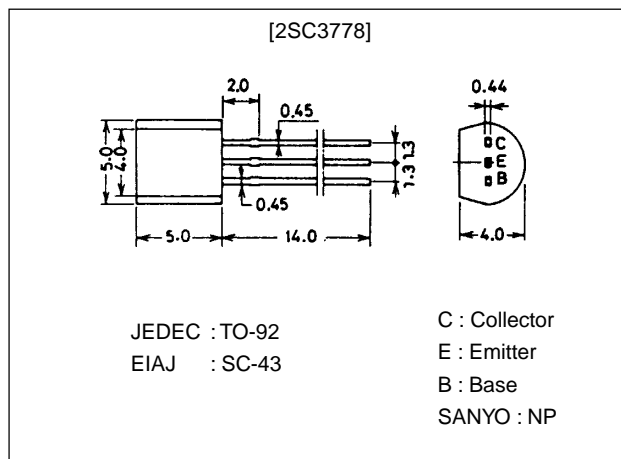 [2SC3778]
2.0
0.44
0.45
C
E
B
1.3
1.3
5.0
4.0
0.45
5.0
14.0
4.0
JEDEC : TO-92
EIAJ : SC-43
C : Collector
E : Emitter
B : Base
SANYO : NP